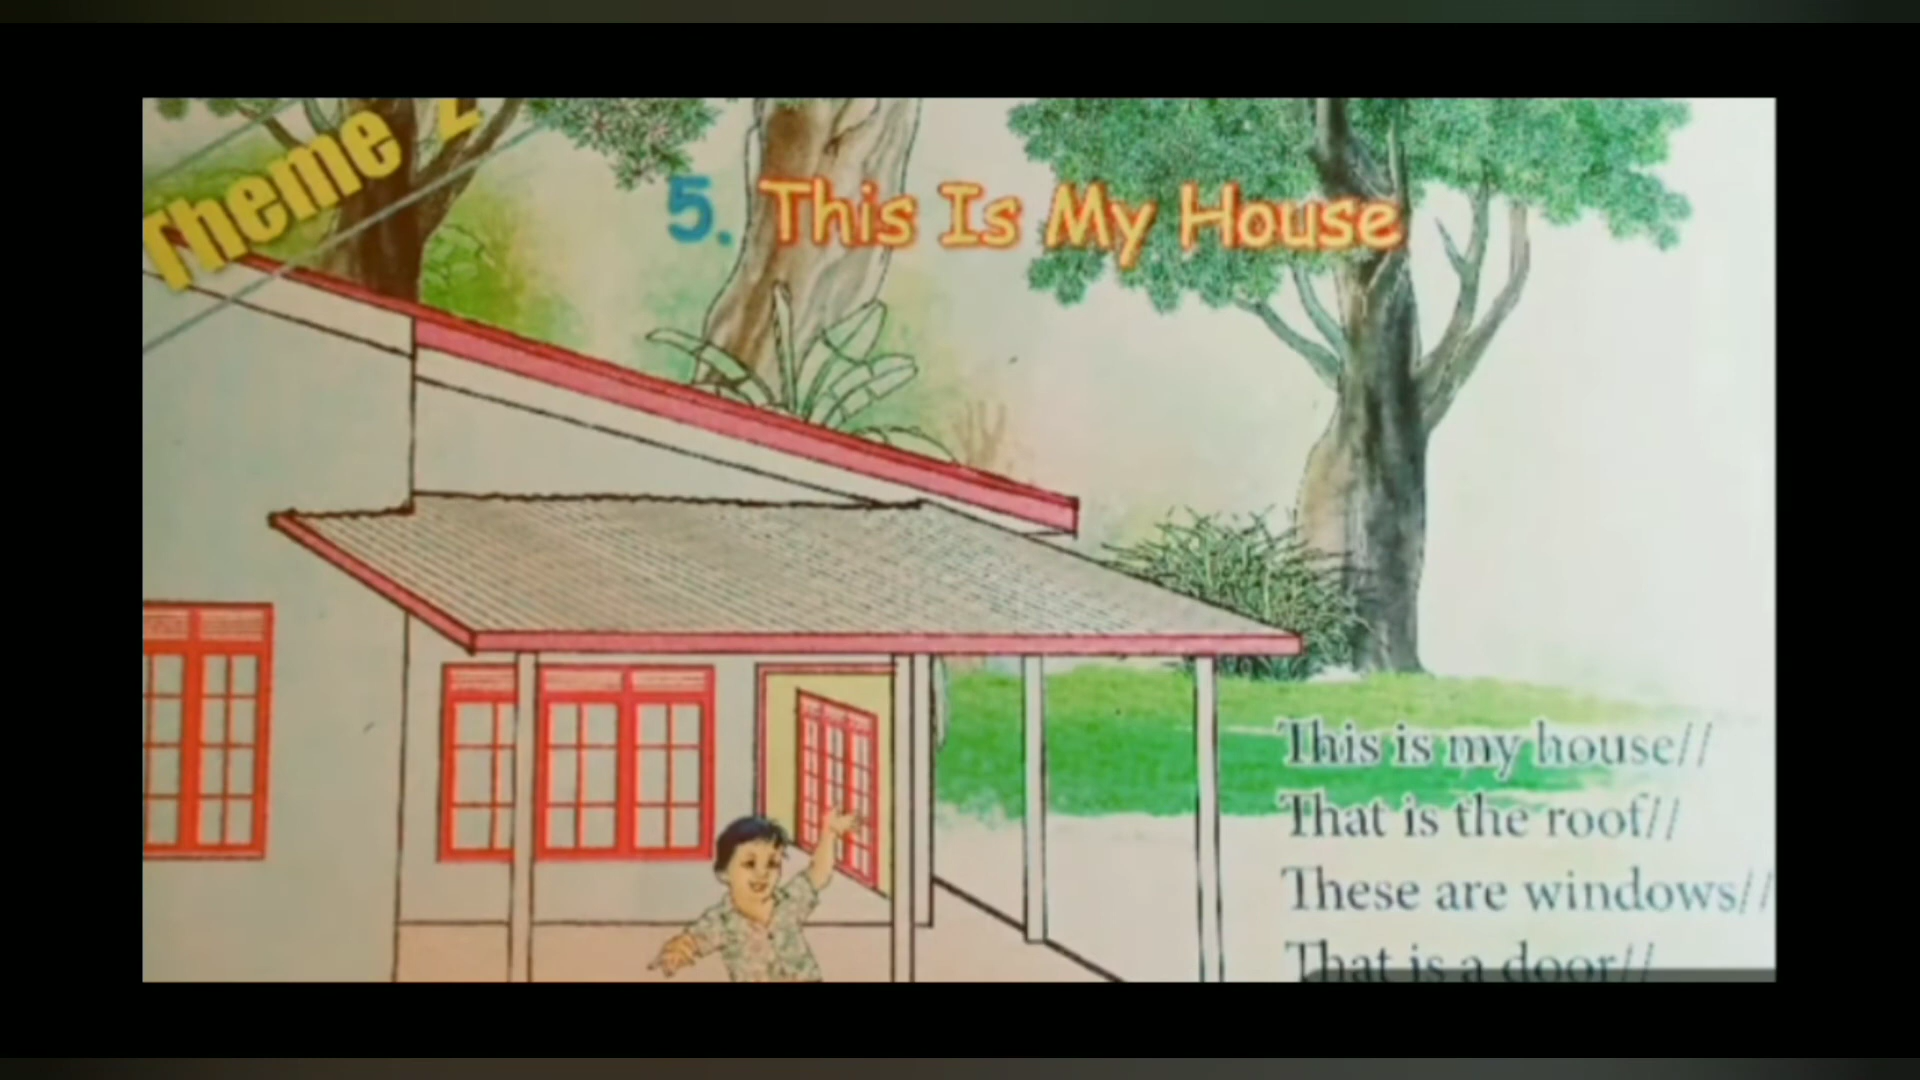 Theme 2
5. This Is My House
This is my house//
That is the roof//
These are windows//
That is a door//